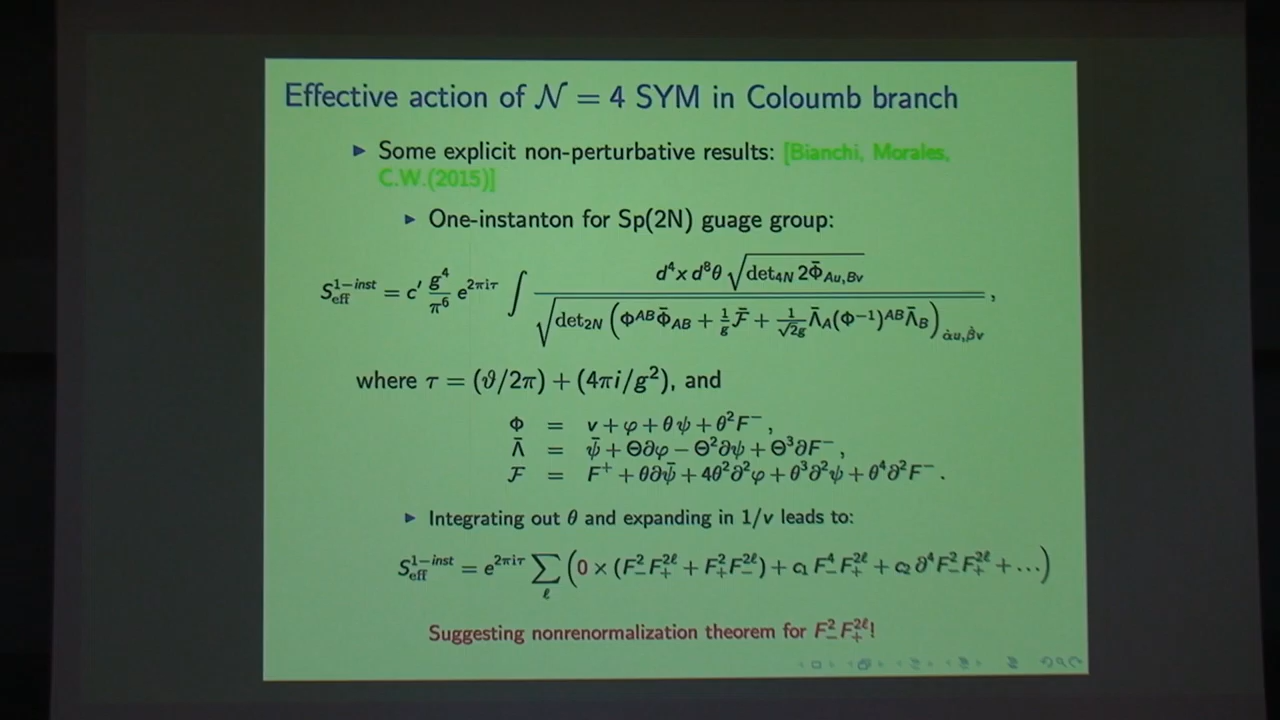 Effective action of 𝒩 = 4 SYM in Coloumb branch
▶ Some explicit non-perturbative results: [Bianchi, Morales,
C.W.(2015)]
▶ One-instanton for Sp(2N) guage group:
S_eff^{1−inst} = c′ g⁴/π⁶ e^{2πiτ} ∫ d⁴x d⁸θ √(det_{4N} 2Φ̄_{Au,Bv}) / √(det_{2N} (Φ^{AB}Φ̄_{AB} + 1/g ℱ̄ + 1/(√2g) Λ̄_A(Φ^{−1})^{AB}Λ̄_B)_{α̇u,β̇v}) ,
where τ = (ϑ/2π) + (4πi/g²), and
Φ = v + φ + θψ + θ²F⁻ ,
Λ̄ = ψ̄ + Θ∂φ − Θ²∂ψ + Θ³∂F⁻ ,
ℱ = F⁺ + θ∂ψ̄ + 4θ²∂²φ + θ³∂²ψ + θ⁴∂²F⁻ .
▶ Integrating out θ and expanding in 1/v leads to:
S_eff^{1−inst} = e^{2πiτ} ∑_ℓ (0 × (F₋²F₊^{2ℓ} + F₊²F₋^{2ℓ}) + c₁ F₋⁴F₊^{2ℓ} + c₂ ∂⁴F₋²F₊^{2ℓ} + …)
Suggesting nonrenormalization theorem for F₋²F₊^{2ℓ}!